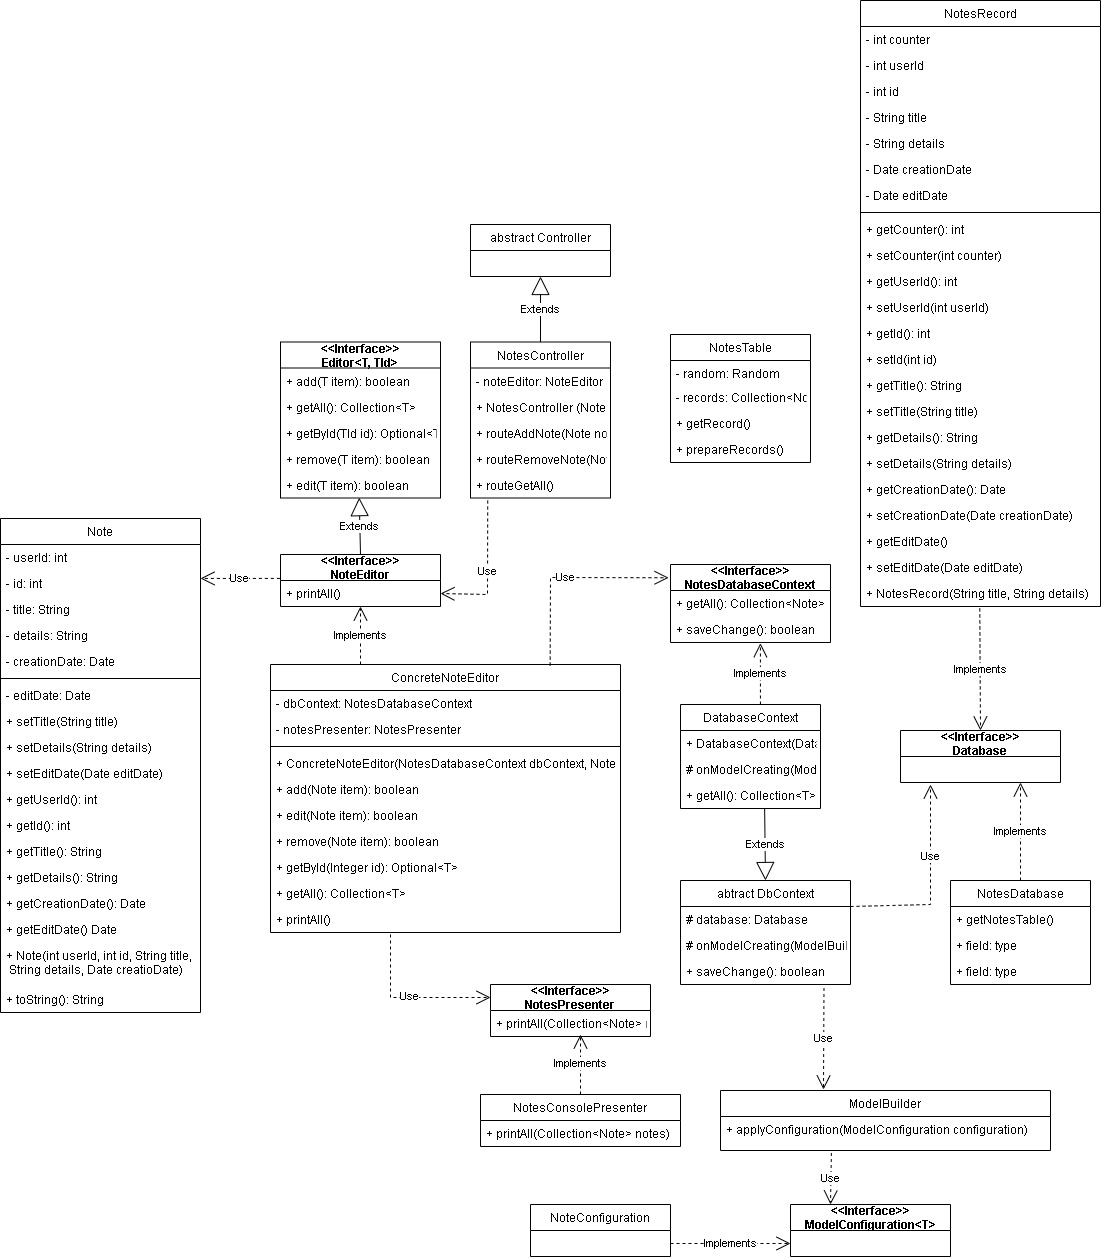 NotesRecord
- int counter
- int userId
- int id
- String title
- String details
- Date creationDate
- Date editDate
+ getCounter(): int
+ setCounter(int counter)
+ getUserId(): int
+ setUserId(int userId)
+ getId(): int
+ setId(int id)
+ getTitle(): String
+ setTitle(String title)
+ getDetails(): String
+ setDetails(String details)
+ getCreationDate(): Date
+ setCreationDate(Date creationDate)
+ getEditDate()
+ setEditDate(Date editDate)
+ NotesRecord(String title, String details)
abstract Controller
Extends
<<Interface>>
Editor<T, TId>
+ add(T item): boolean
+ getAll(): Collection<T>
+ getById(TId id): Optional<T
+ remove(T item): boolean
+ edit(T item): boolean
NotesController
- noteEditor: NoteEditor
+ NotesController (Note
+ routeAddNote(Note no
+ routeRemoveNote(No
+ routeGetAll()
NotesTable
- random: Random
- records: Collection<No
+ getRecord()
+ prepareRecords()
Extends
Note
- userId: int
- id: int
- title: String
- details: String
- creationDate: Date
- editDate: Date
+ setTitle(String title)
+ setDetails(String details)
+ setEditDate(Date editDate)
+ getUserId(): int
+ getId(): int
+ getTitle(): String
+ getDetails(): String
+ getCreationDate(): Date
+ getEditDate() Date
+ Note(int userId, int id, String title,
String details, Date creatioDate)
+ toString(): String
Use
<<Interface>>
NoteEditor
+ printAll()
Use
Use
<<Interface>>
NotesDatabaseContext
+ getAll(): Collection<Note>
+ saveChange(): boolean
Implements
Implements
Implements
ConcreteNoteEditor
- dbContext: NotesDatabaseContext
- notesPresenter: NotesPresenter
+ ConcreteNoteEditor(NotesDatabaseContext dbContext, Note
+ add(Note item): boolean
+ edit(Note item): boolean
+ remove(Note item): boolean
+ getById(Integer id): Optional<T>
+ getAll(): Collection<T>
+ printAll()
DatabaseContext
+ DatabaseContext(Data
# onModelCreating(Mod
+ getAll(): Collection<T>
Extends
<<Interface>>
Database
Use
Implements
abtract DbContext
# database: Database
# onModelCreating(ModelBuil
+ saveChange(): boolean
NotesDatabase
+ getNotesTable()
+ field: type
+ field: type
Use
<<Interface>>
NotesPresenter
+ printAll(Collection<Note>
Implements
Use
NotesConsolePresenter
+ printAll(Collection<Note> notes)
ModelBuilder
+ applyConfiguration(ModelConfiguration configuration)
Use
NoteConfiguration
Implements
<<Interface>>
ModelConfiguration<T>